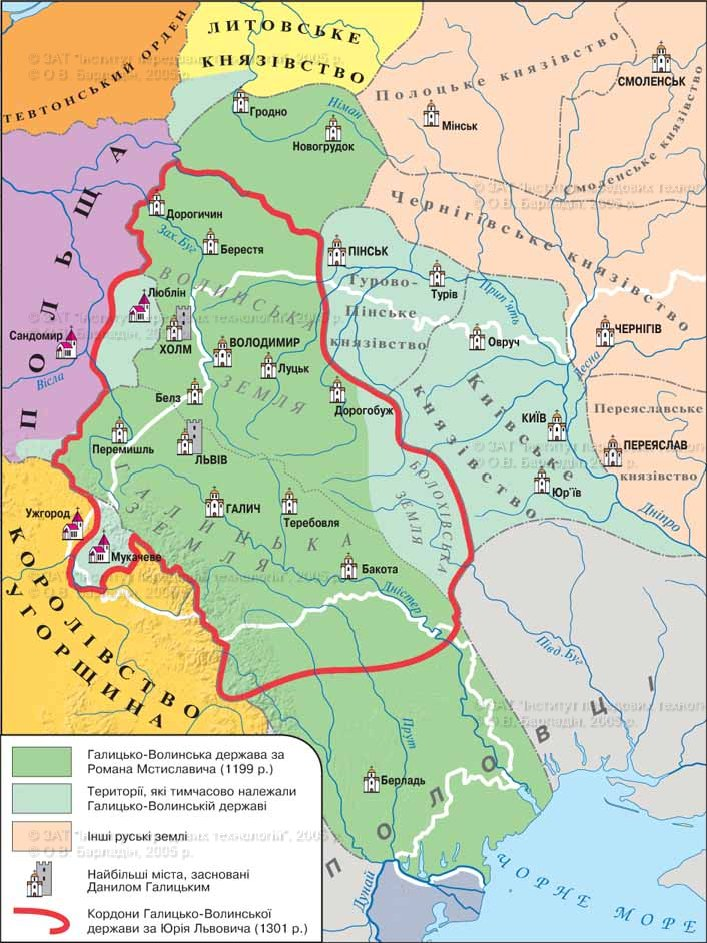 © ЗАТ "Інститут передових технологій", 2005 р.
© О.В. Барладін, 2005 р.
ТЕВТОНСЬКИЙ ОРДЕН
ЛИТОВСЬКЕ
КНЯЗІВСТВО
Полоцьке князівство
СМОЛЕНСЬК
Смоленське князівство
Гродно
Німан
Мінськ
Новогрудок
ПОЛЬЩА
Чернігівське князівство
Дорогичин
Зах.Буг
Берестя
ПІНСЬК
Турово-
Пінське
князівство
Турів
Прип'ять
ВОЛИНСЬКА
ЗЕМЛЯ
Люблін
ХОЛМ
Сандомир
Вісла
ВОЛОДИМИР
Луцьк
Овруч
ЧЕРНІГІВ
Десна
Белз
Дорогобуж
Київське
князівство
КИЇВ
Переяславське
князівство
ПЕРЕЯСЛАВ
Перемишль
ЛЬВІВ
БОЛОХІВСЬКА
ЗЕМЛЯ
Юр'їв
Дніпро
ГАЛИЧ
Теребовля
ГАЛИЦЬКА
ЗЕМЛЯ
Ужгород
Мукачеве
Бакота
Дністер
КОРОЛІВСТВО
УГОРЩИНА
Півд.Буг
ПОЛОВЦІ
Прут
Берладь
Дунай
ЧОРНЕ МОРЕ
Галицько-Волинська держава за
Романа Мстиславича (1199 р.)
Території, які тимчасово належали
Галицько-Волинській державі
Інші руські землі
Найбільші міста, засновані
Данилом Галицьким
Кордони Галицько-Волинської
держави за Юрія Львовича (1301 р.)